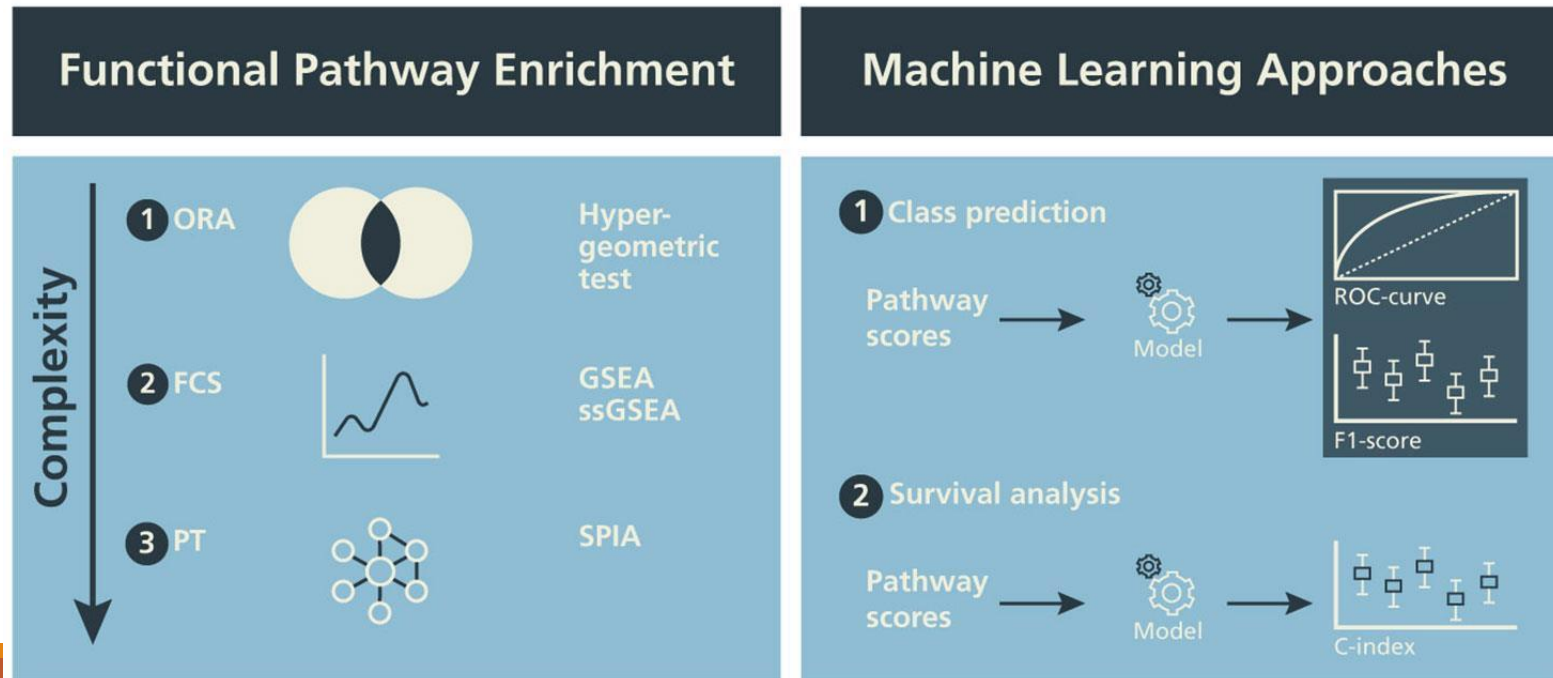 Functional Pathway Enrichment
Machine Learning Approaches
Complexity
1 ORA
Hyper-
geometric
test
2 FCS
GSEA
ssGSEA
3 PT
SPIA
1 Class prediction
Pathway
scores
Model
ROC-curve
F1-score
2 Survival analysis
Pathway
scores
Model
C-index